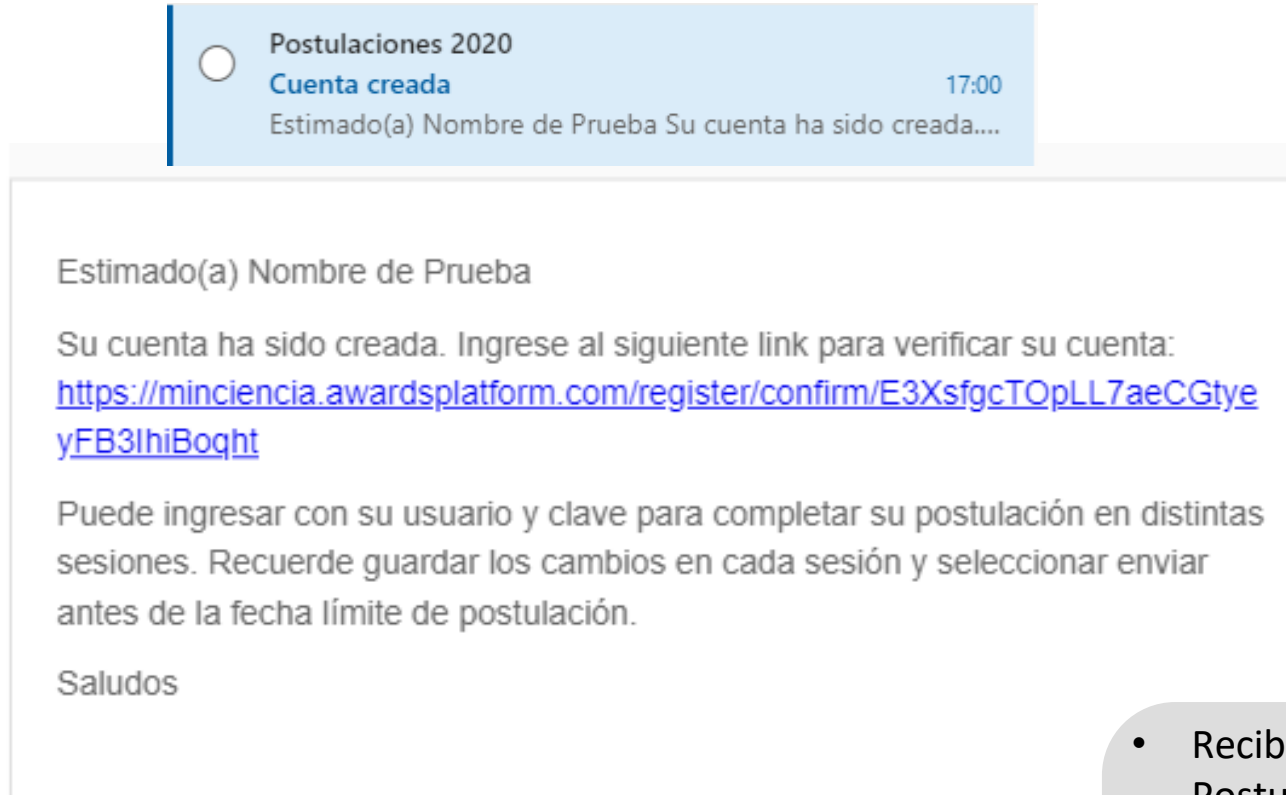 Postulaciones 2020
Cuenta creada 17:00
Estimado(a) Nombre de Prueba Su cuenta ha sido creada....
Estimado(a) Nombre de Prueba
Su cuenta ha sido creada. Ingrese al siguiente link para verificar su cuenta:
https://minciencia.awardsplatform.com/register/confirm/E3XsfgcTOpLL7aeCGtye
yFB3IhiBoqht
Puede ingresar con su usuario y clave para completar su postulación en distintas
sesiones. Recuerde guardar los cambios en cada sesión y seleccionar enviar
antes de la fecha límite de postulación.
Saludos
• Recib